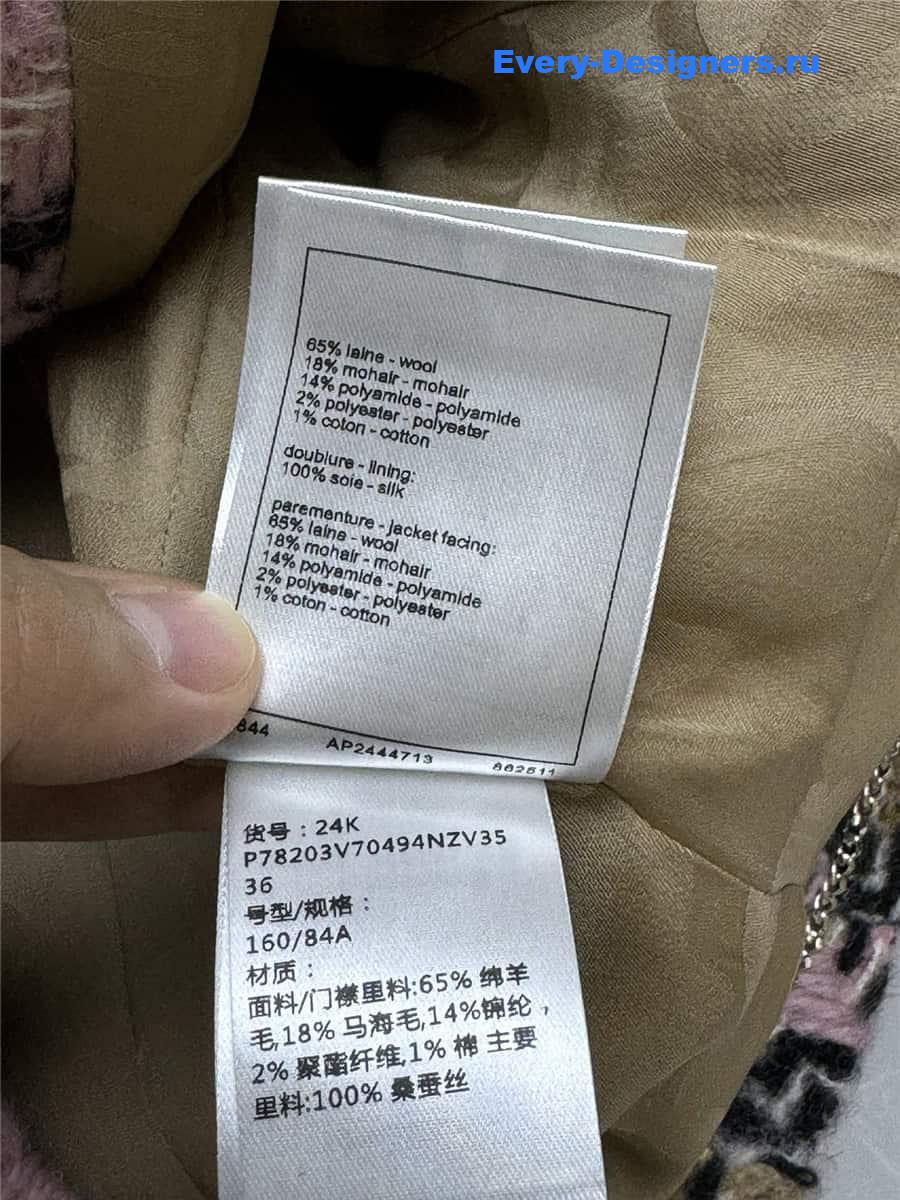 Every-Designers.ru
65% laine - wool
18% mohair - mohair
14% polyamide - polyamide
2% polyester - polyester
1% coton - cotton
doublure - lining:
100% soie - silk
parementure - jacket facing:
65% laine - wool
18% mohair - mohair
14% polyamide - polyamide
2% polyester - polyester
1% coton - cotton
844 AP2444713 882511
货号：24K
P78203V70494NZV35
36
号型/规格：
160/84A
材质：
面料/门襟里料:65% 绵羊
毛,18% 马海毛,14%锦纶，
2% 聚酯纤维,1% 棉 主要
里料:100% 桑蚕丝